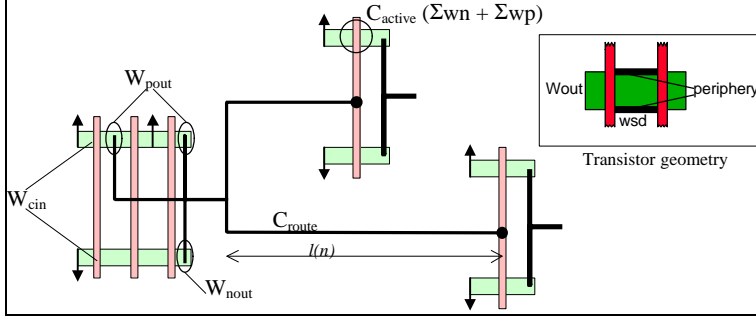 C_active (Σwn + Σwp)
W_pout
Wout
periphery
wsd
Transistor geometry
W_cin
C_route
l(n)
W_nout